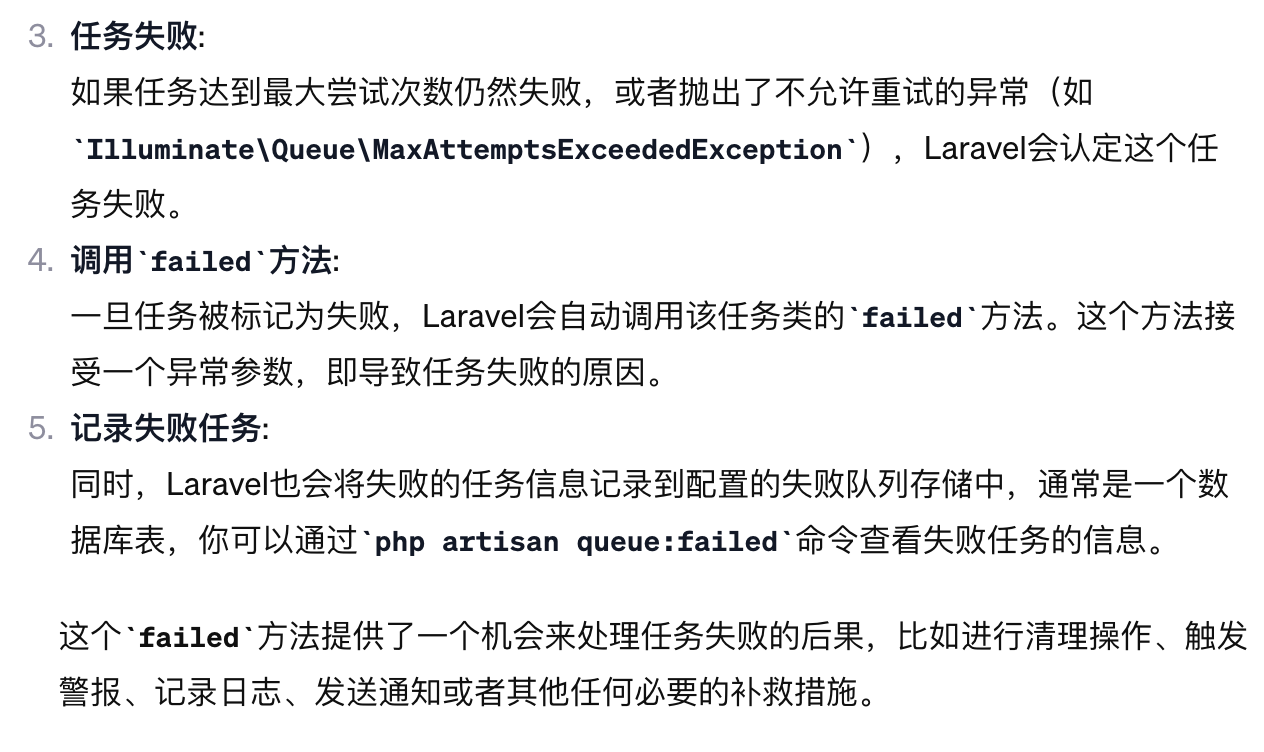 3. 任务失败:
如果任务达到最大尝试次数仍然失败，或者抛出了不允许重试的异常（如
`Illuminate\Queue\MaxAttemptsExceededException`），Laravel会认定这个任
务失败。
4. 调用`failed`方法:
一旦任务被标记为失败，Laravel会自动调用该任务类的`failed`方法。这个方法接
受一个异常参数，即导致任务失败的原因。
5. 记录失败任务:
同时，Laravel也会将失败的任务信息记录到配置的失败队列存储中，通常是一个数
据库表，你可以通过`php artisan queue:failed`命令查看失败任务的信息。
这个`failed`方法提供了一个机会来处理任务失败的后果，比如进行清理操作、触发
警报、记录日志、发送通知或者其他任何必要的补救措施。